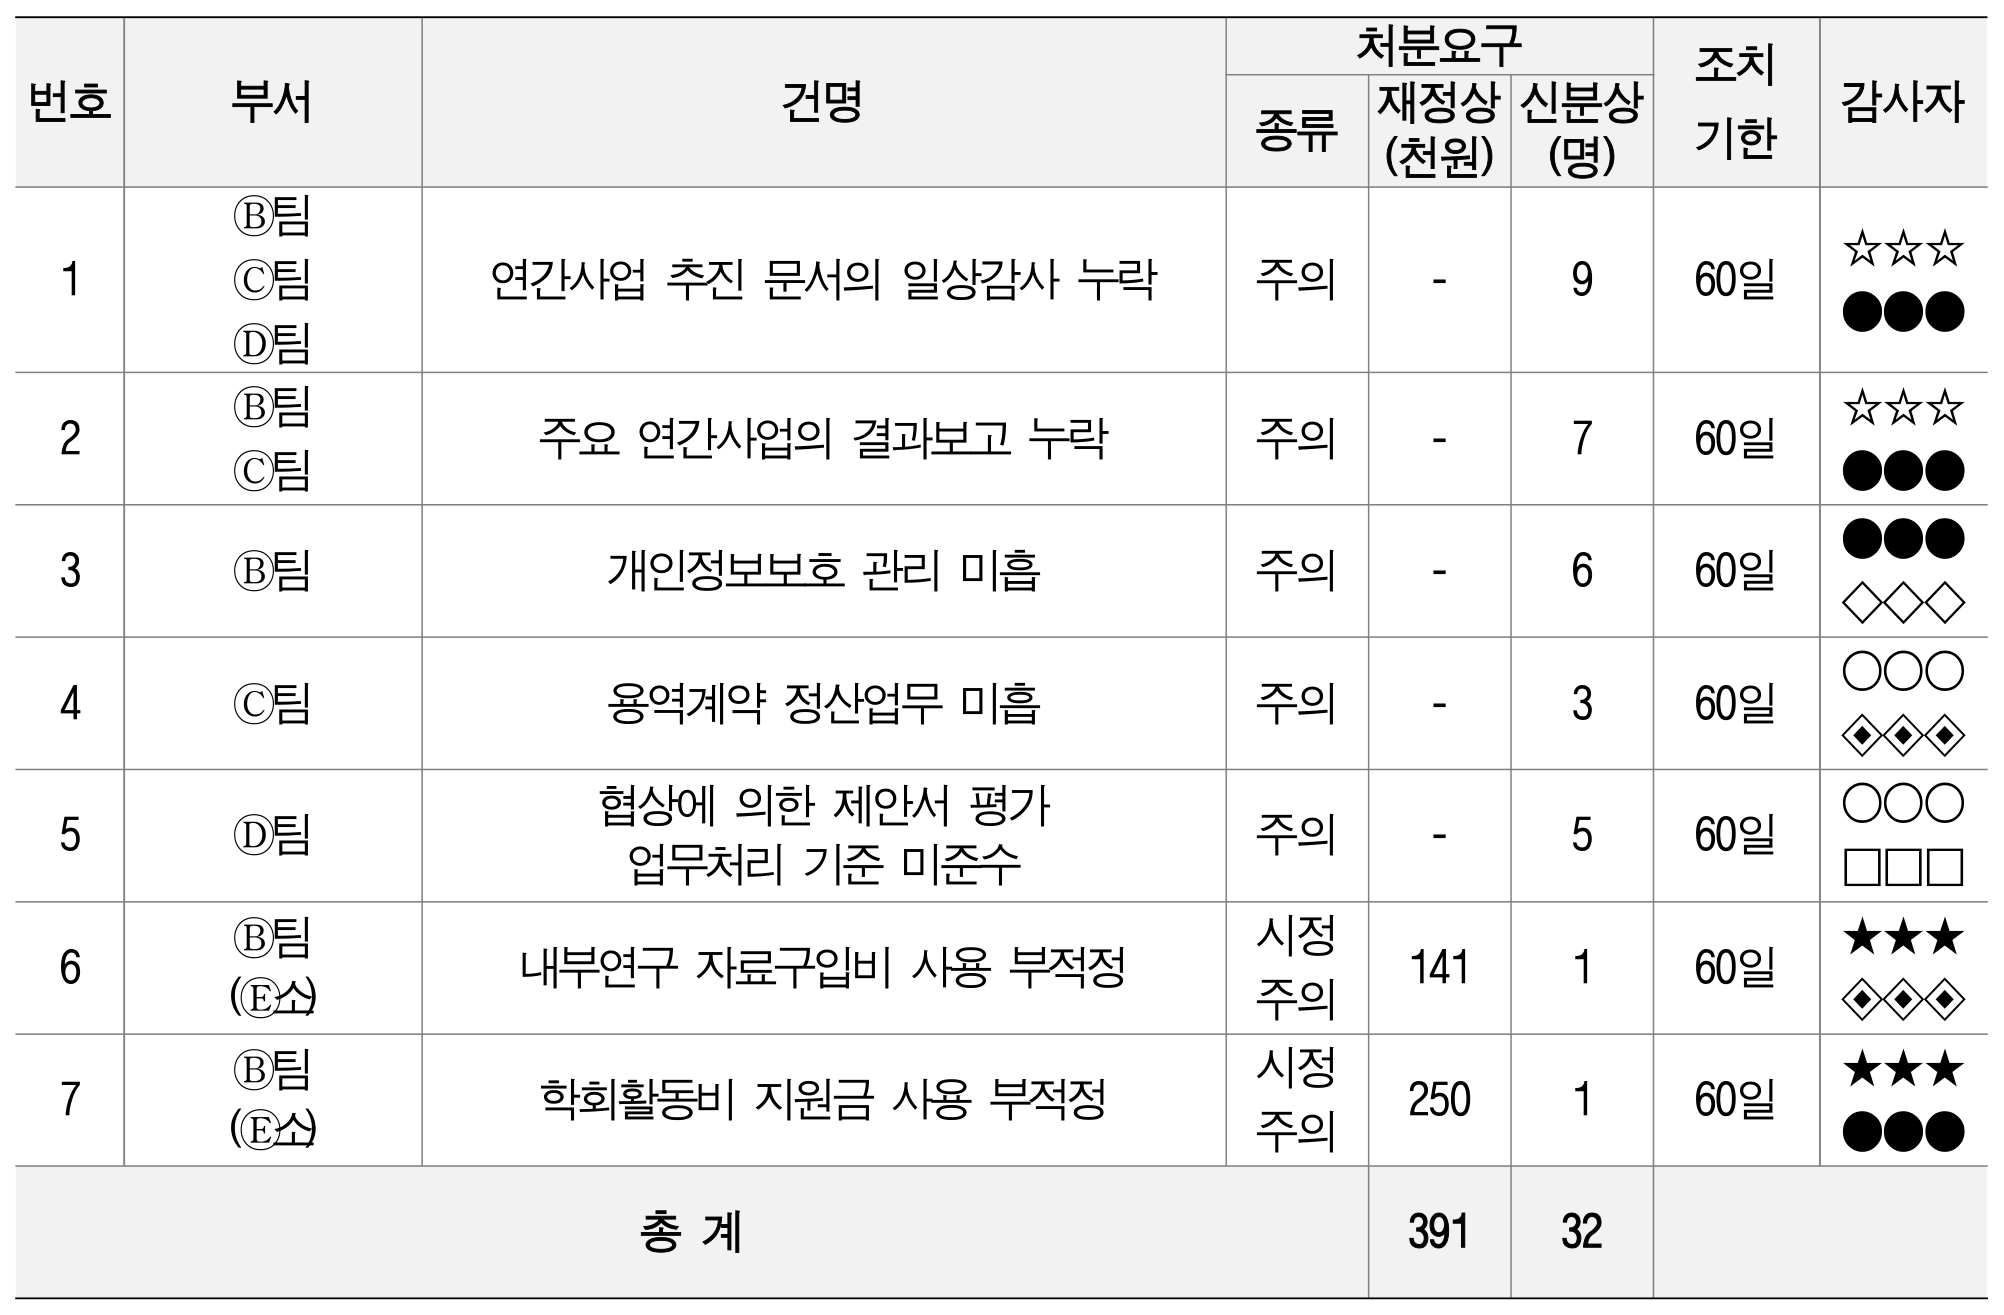 번호 부서 건명 처분요구 조치 기한 감사자
종류 재정상 (천원) 신분상 (명)
1 Ⓑ팀 Ⓒ팀 Ⓓ팀 연간사업 추진 문서의 일상감사 누락 주의 - 9 60일 ☆☆☆ ●●●
2 Ⓑ팀 Ⓒ팀 주요 연간사업의 결과보고 누락 주의 - 7 60일 ☆☆☆ ●●●
3 Ⓑ팀 개인정보보호 관리 미흡 주의 - 6 60일 ●●● ◇◇◇
4 Ⓒ팀 용역계약 정산업무 미흡 주의 - 3 60일 ○○○ ◈◈◈
5 Ⓓ팀 협상에 의한 제안서 평가 업무처리 기준 미준수 주의 - 5 60일 ○○○ □□□
6 Ⓑ팀 (Ⓔ소) 내부연구 자료구입비 사용 부적정 시정 주의 141 1 60일 ★★★ ◈◈◈
7 Ⓑ팀 (Ⓔ소) 학회활동비 지원금 사용 부적정 시정 주의 250 1 60일 ★★★ ●●●
총 계 391 32